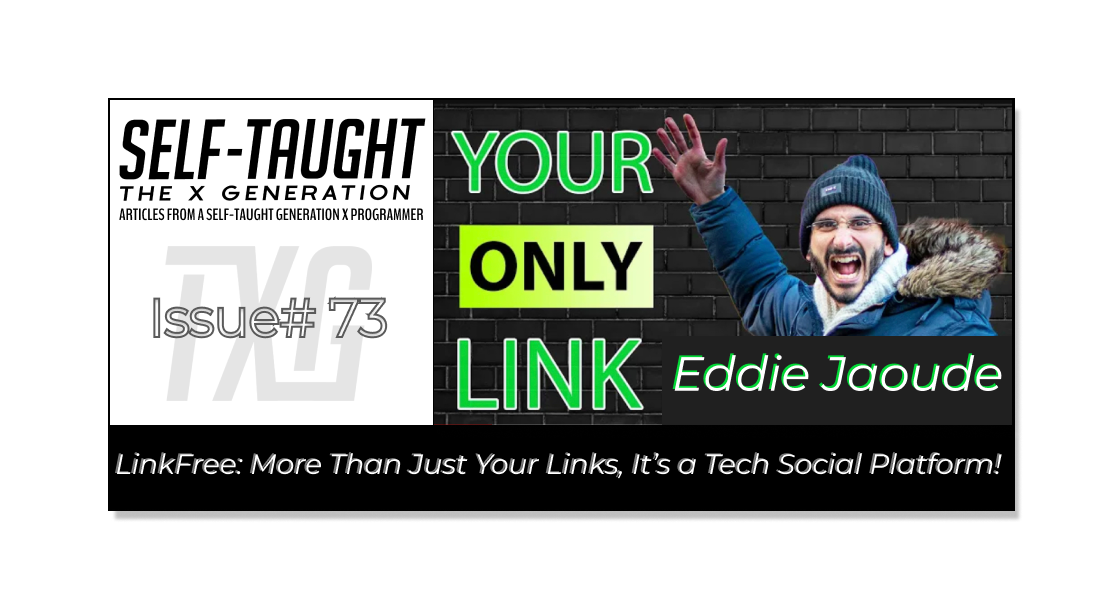 SELF-TAUGHT
THE X GENERATION
ARTICLES FROM A SELF-TAUGHT GENERATION X PROGRAMMER
TXG
Issue# 73
YOUR
ONLY
LINK
Eddie Jaoude
LinkFree: More Than Just Your Links, It’s a Tech Social Platform!